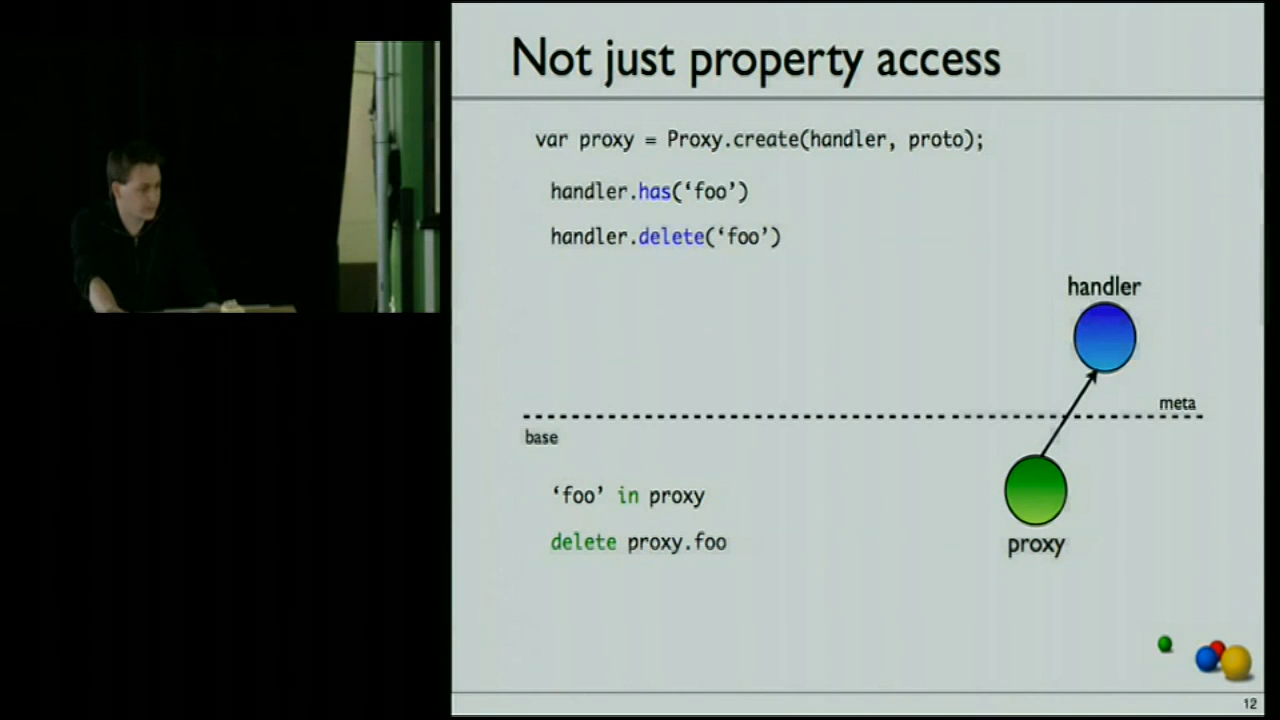 Not just property access
var proxy = Proxy.create(handler, proto);
handler.has(‘foo’)
handler.delete(‘foo’)
handler
meta
base
‘foo’ in proxy
delete proxy.foo
proxy
12